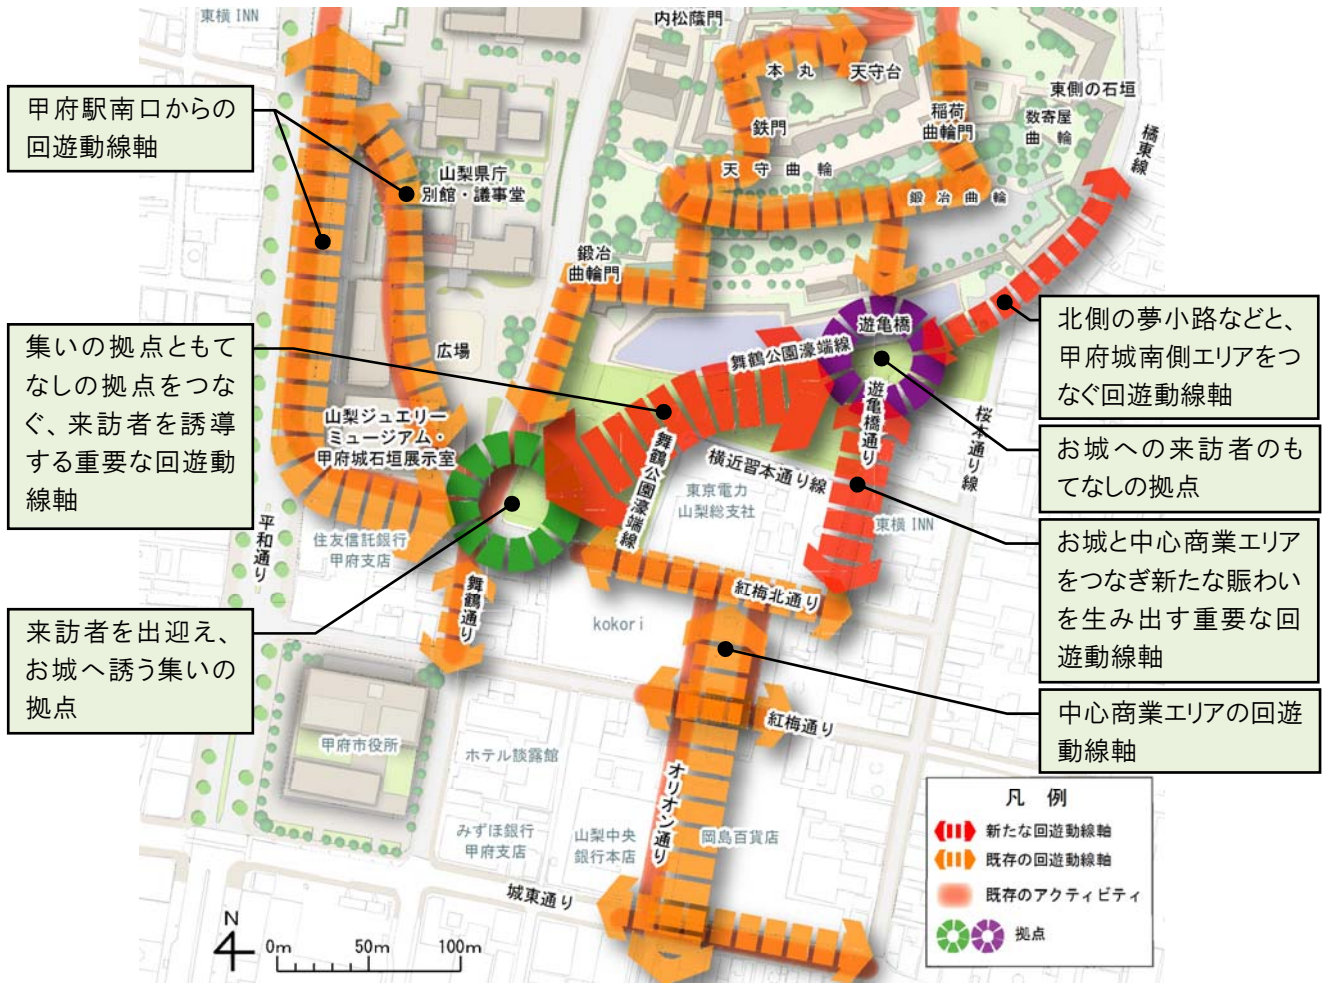 東横 INN
内松蔭門
本丸
天守台
東側の石垣
鉄門
稲荷
曲輪門
数寄屋
曲輪
橘東線
天守曲輪
鍛冶曲輪
甲府駅南口からの
回遊動線軸
山梨県庁
別館・議事堂
鍛冶
曲輪門
広場
遊亀橋
舞鶴公園濠端線
遊亀橋通り
桜本通り線
集いの拠点ともて
なしの拠点をつな
ぐ、来訪者を誘導
する重要な回遊動
線軸
北側の夢小路などと、
甲府城南側エリアをつ
なぐ回遊動線軸
山梨ジュエリー
ミュージアム・
甲府城石垣展示室
舞鶴公園濠端線
横近習本通り線
東京電力
山梨総支社
東横 INN
お城への来訪者のも
てなしの拠点
平和通り
住友信託銀行
甲府支店
舞鶴通り
紅梅北通り
kokori
お城と中心商業エリア
をつなぎ新たな賑わい
を生み出す重要な回
遊動線軸
来訪者を出迎え、
お城へ誘う集いの
拠点
中心商業エリアの回遊
動線軸
紅梅通り
甲府市役所
ホテル談露館
オリオン通り
みずほ銀行
甲府支店
山梨中央
銀行本店
岡島百貨店
城東通り
凡例
新たな回遊動線軸
既存の回遊動線軸
既存のアクティビティ
拠点
N
0m 50m 100m